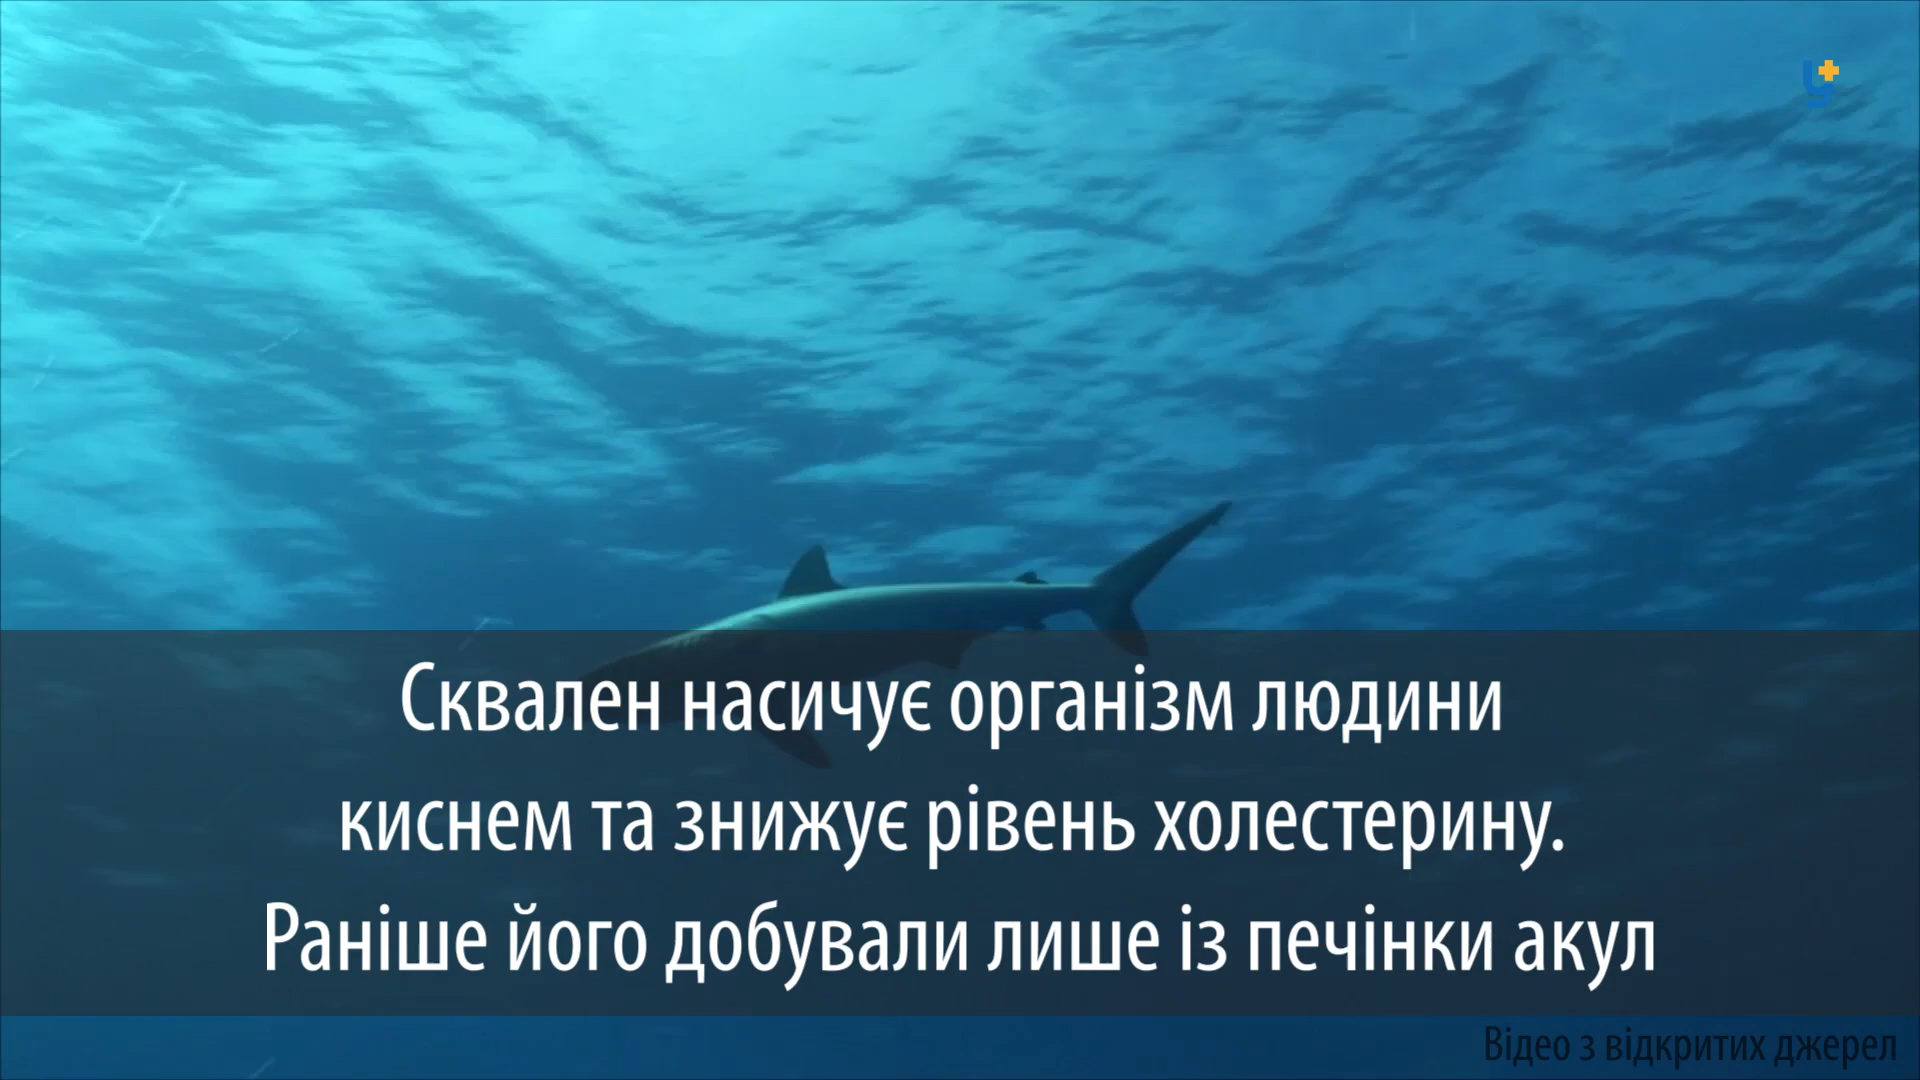 Сквален насичує організм людини
киснем та знижує рівень холестерину.
Раніше його добували лише із печінки акул
Відео з відкритих джерел